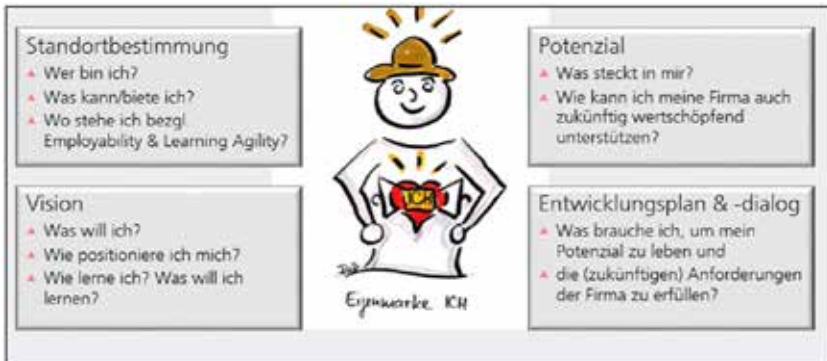 Standortbestimmung
Wer bin ich?
Was kann/biete ich?
Wo stehe ich bezgl.
Employability & Learning Agility?
Vision
Was will ich?
Wie positioniere ich mich?
Wie lerne ich? Was will ich
lernen?
ICH
Eigenmarke ICH
Potenzial
Was steckt in mir?
Wie kann ich meine Firma auch
zukünftig wertschöpfend
unterstützen?
Entwicklungsplan & -dialog
Was brauche ich, um mein
Potenzial zu leben und
die (zukünftigen) Anforderungen
der Firma zu erfüllen?